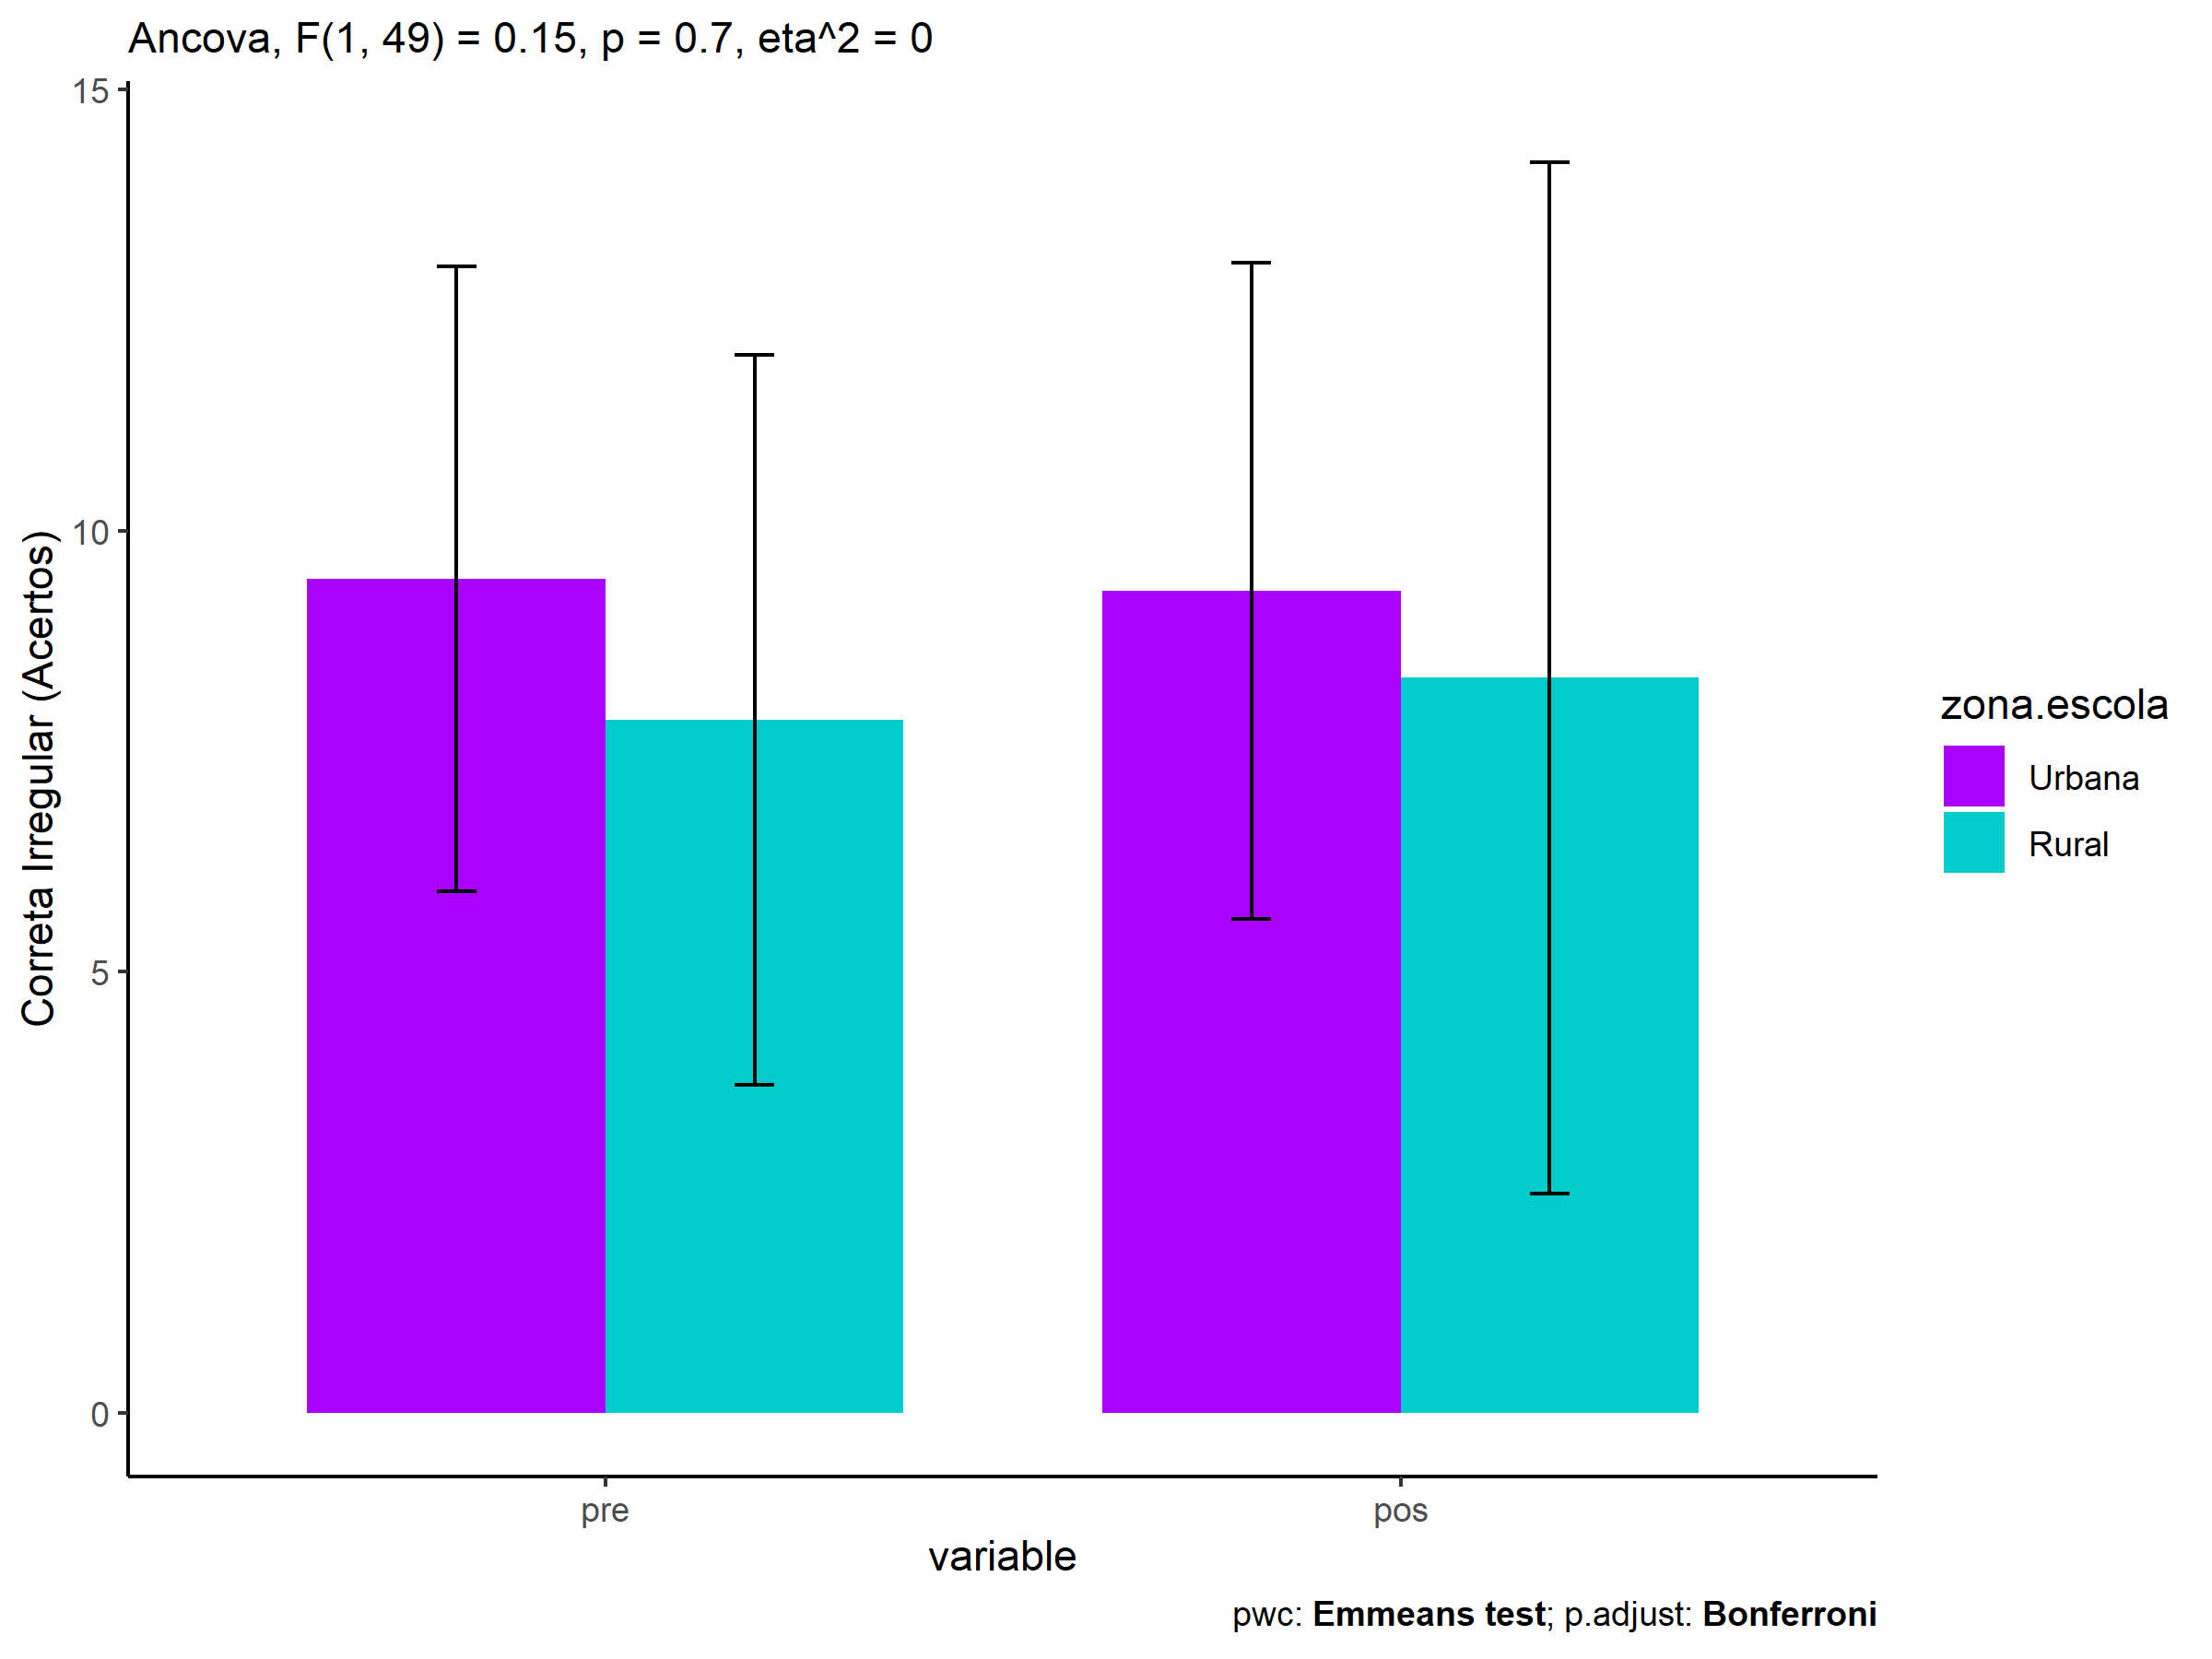 Ancova, F(1, 49) = 0.15, p = 0.7, eta^2 = 0
15
10
5
0
Correta Irregular (Acertos)
pre
pos
variable
zona.escola
Urbana
Rural
pwc: Emmeans test; p.adjust: Bonferroni